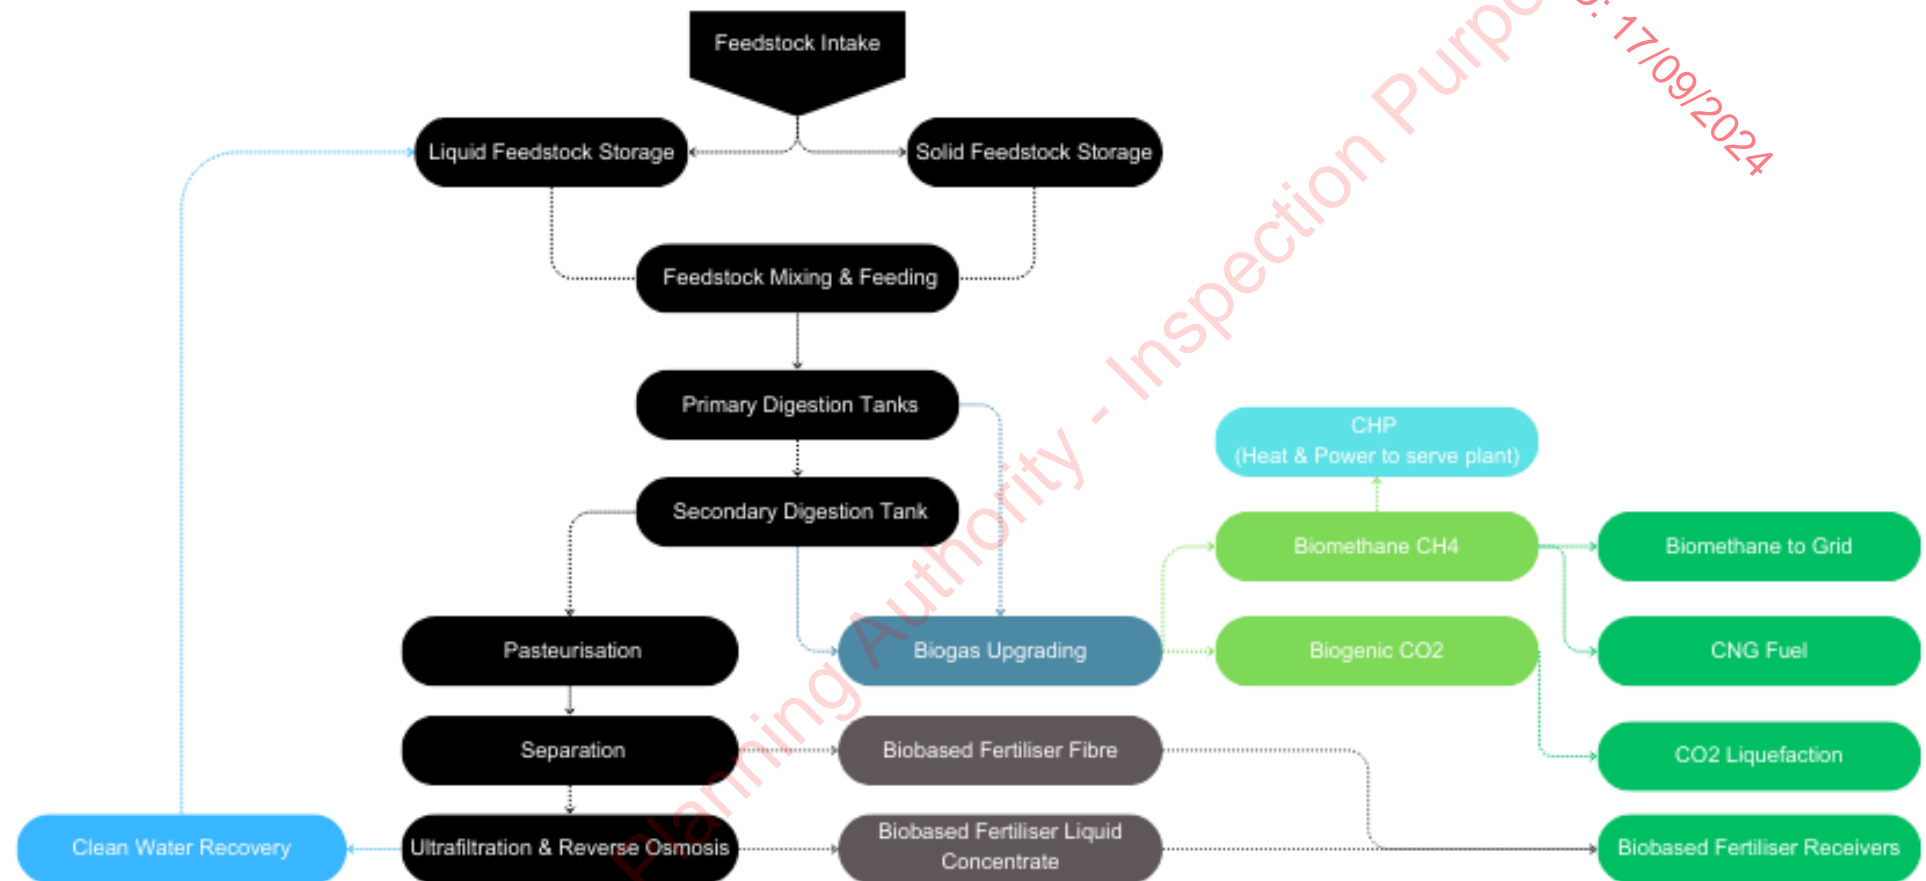 Feedstock Intake
Liquid Feedstock Storage
Solid Feedstock Storage
Feedstock Mixing & Feeding
Primary Digestion Tanks
CHP
(Heat & Power to serve plant)
Secondary Digestion Tank
Biomethane CH4
Biomethane to Grid
Pasteurisation
Biogas Upgrading
Biogenic CO2
CNG Fuel
Separation
Biobased Fertiliser Fibre
CO2 Liquefaction
Clean Water Recovery
Ultrafiltration & Reverse Osmosis
Biobased Fertiliser Liquid
Concentrate
Biobased Fertiliser Receivers
Planning Authority - Inspection
17/09/2024